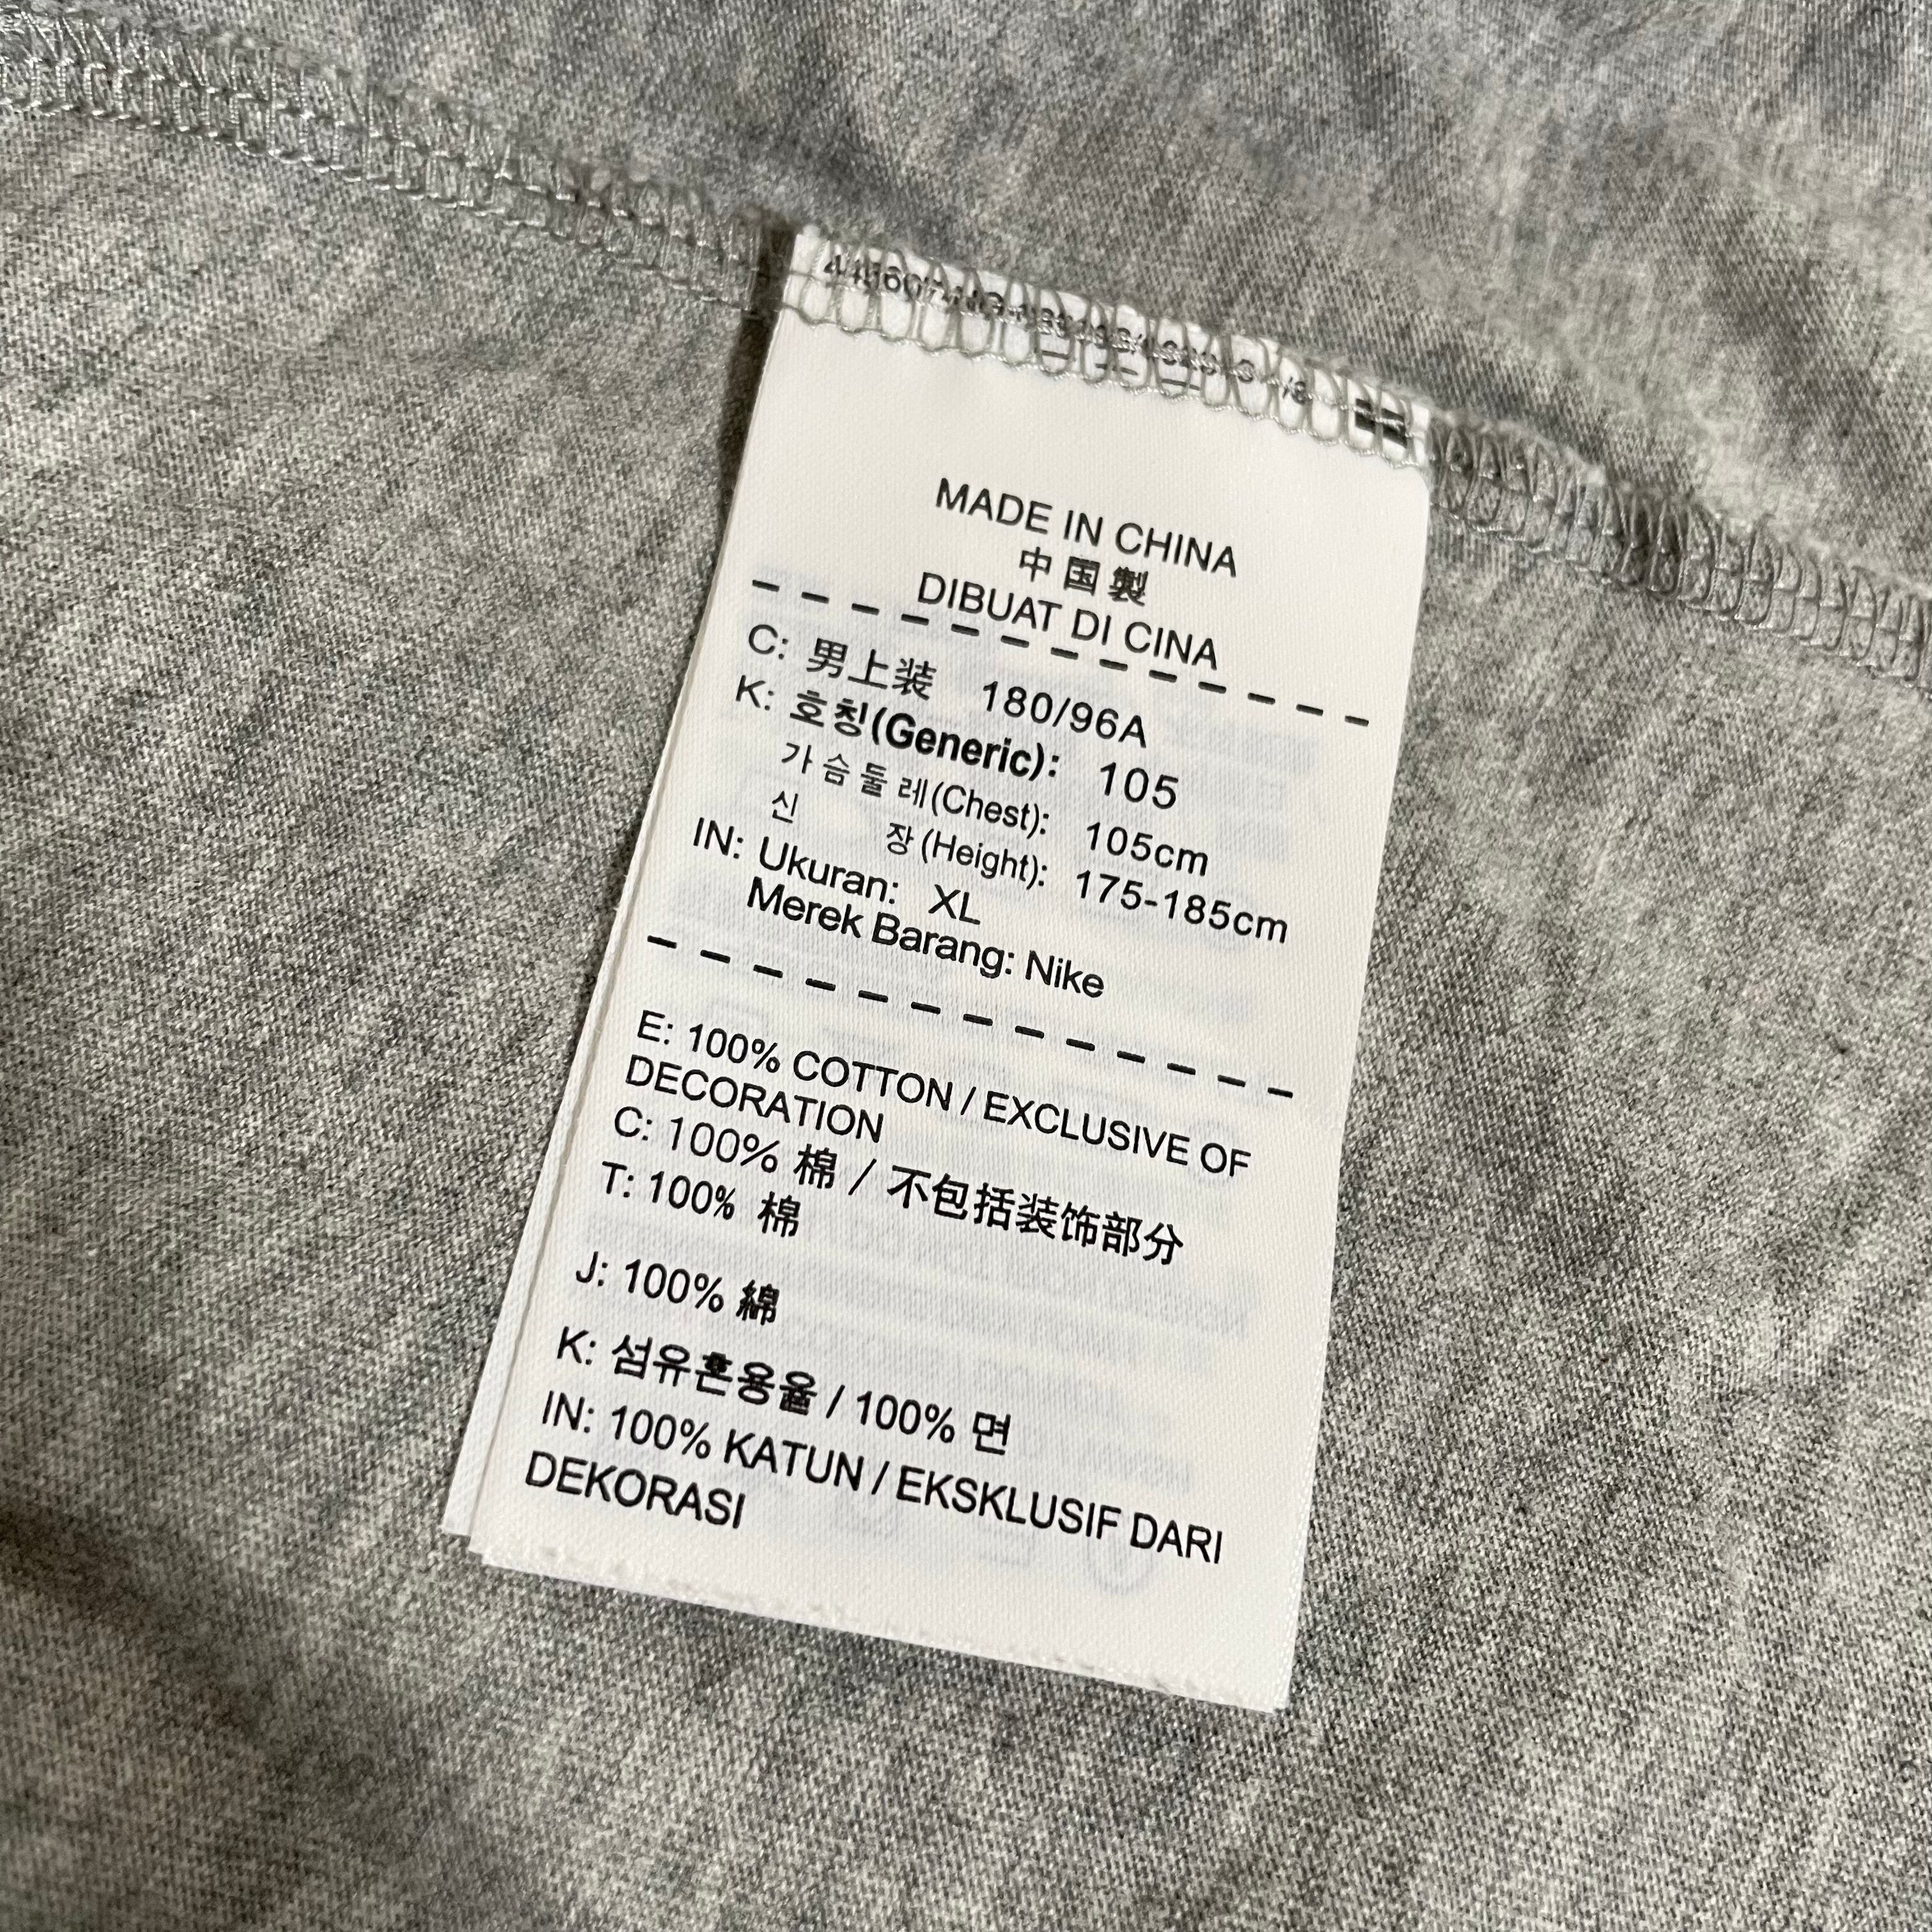 MADE IN CHINA
中国製
DIBUAT DI CINA
C: 男上装 180/96A
K: 호칭(Generic): 105
가슴둘레(Chest): 105cm
신 장(Height): 175-185cm
IN: Ukuran: XL
Merek Barang: Nike
E: 100% COTTON / EXCLUSIVE OF
DECORATION
C: 100% 棉 / 不包括装饰部分
T: 100% 棉
J: 100% 綿
K: 섬유혼용율 / 100% 면
IN: 100% KATUN / EKSKLUSIF DARI
DEKORASI